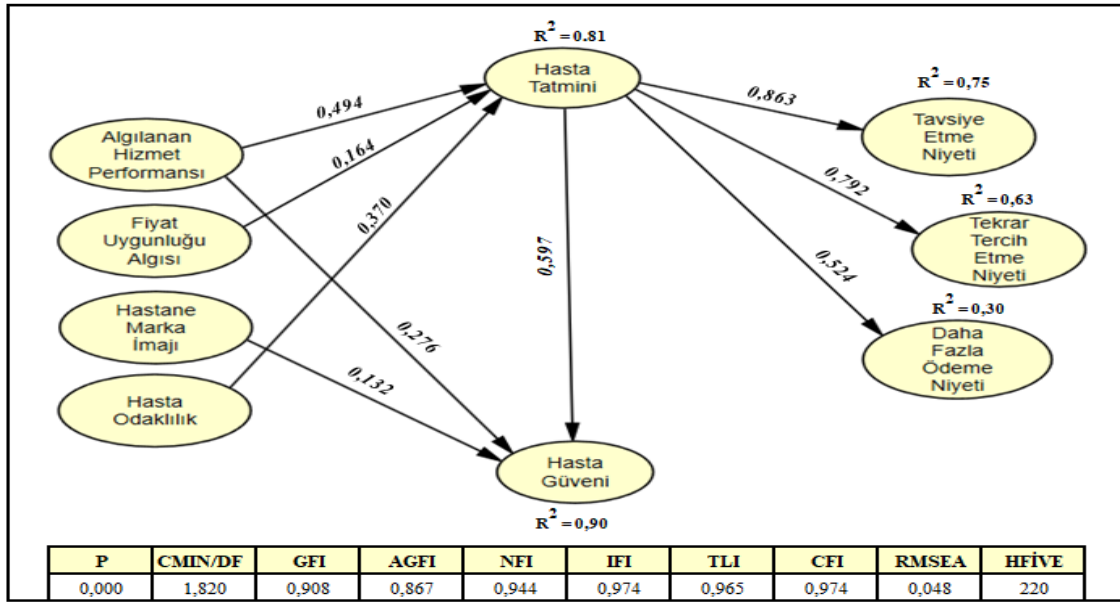 R² = 0.81
Hasta
Tatmini
R² = 0,75
Tavsiye
Etme
Niyeti
0,494
0,863
Algılanan
Hizmet
Performansı
0,164
0,792
R² = 0,63
Tekrar
Tercih
Etme
Niyeti
Fiyat
Uygunluğu
Algısı
0,370
0,597
0,524
R² = 0,30
Daha
Fazla
Ödeme
Niyeti
Hastane
Marka
İmajı
0,276
0,132
Hasta
Odaklılık
Hasta
Güveni
R² = 0,90
P CMIN/DF GFI AGFI NFI IFI TLI CFI RMSEA HFİVE
0,000 1,820 0,908 0,867 0,944 0,974 0,965 0,974 0,048 220